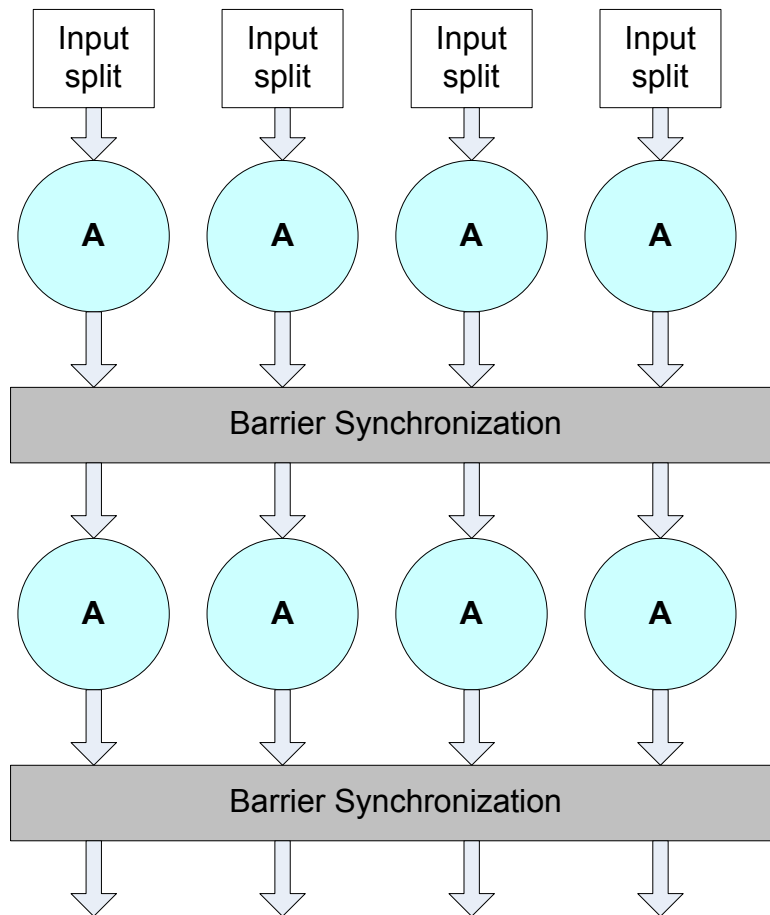 Input
split
Input
split
Input
split
Input
split
A
A
A
A
Barrier Synchronization
A
A
A
A
Barrier Synchronization